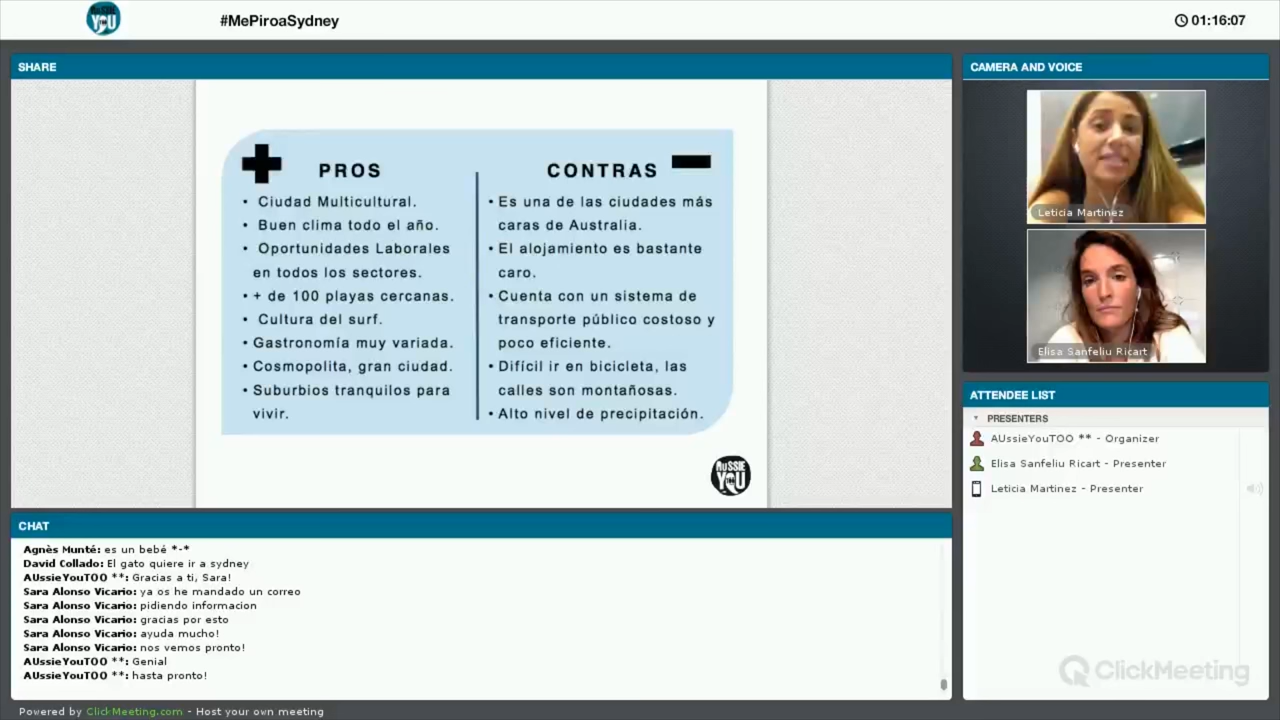 AUSSIE
YOU
TOO
#MePiroaSydney
01:16:07
SHARE
PROS
• Ciudad Multicultural.
• Buen clima todo el año.
• Oportunidades Laborales
en todos los sectores.
• + de 100 playas cercanas.
• Cultura del surf.
• Gastronomía muy variada.
• Cosmopolita, gran ciudad.
• Suburbios tranquilos para
vivir.
CONTRAS
• Es una de las ciudades más
caras de Australia.
• El alojamiento es bastante
caro.
• Cuenta con un sistema de
transporte público costoso y
poco eficiente.
• Difícil ir en bicicleta, las
calles son montañosas.
• Alto nivel de precipitación.
AUSSIE
YOU
TOO
CAMERA AND VOICE
Leticia Martinez
Elisa Sanfeliu Ricart
ATTENDEE LIST
PRESENTERS
AUssieYouTOO ** - Organizer
Elisa Sanfeliu Ricart - Presenter
Leticia Martinez - Presenter
CHAT
Agnès Munté: es un bebé *-*
David Collado: El gato quiere ir a sydney
AUssieYouTOO **: Gracias a ti, Sara!
Sara Alonso Vicario: ya os he mandado un correo
Sara Alonso Vicario: pidiendo informacion
Sara Alonso Vicario: gracias por esto
Sara Alonso Vicario: ayuda mucho!
Sara Alonso Vicario: nos vemos pronto!
AUssieYouTOO **: Genial
AUssieYouTOO **: hasta pronto!
ClickMeeting
Powered by ClickMeeting.com - Host your own meeting